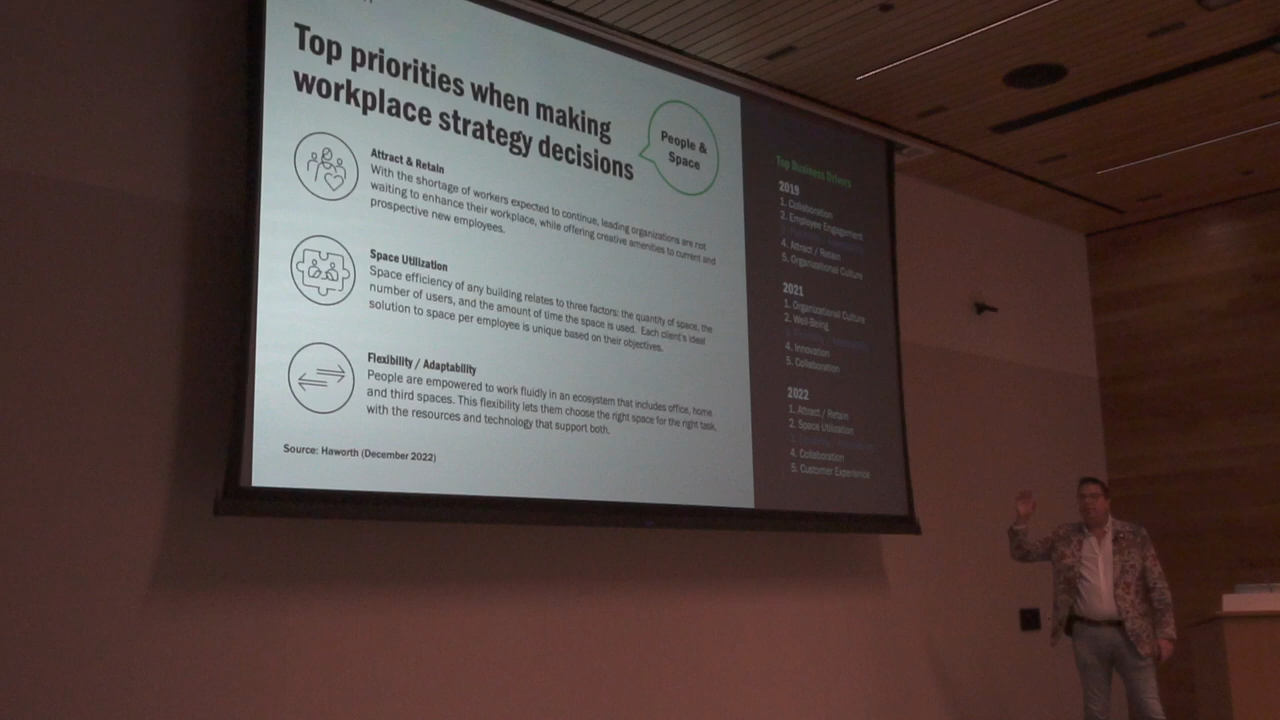 Top priorities when making
workplace strategy decisions
People &
Space
Attract & Retain
With the shortage of workers expected to continue, leading organizations are not
waiting to enhance their workplace, while offering creative amenities to current and
prospective new employees.
Space Utilization
Space efficiency of any building relates to three factors: the quantity of space, the
number of users, and the amount of time the space is used. Each client's ideal
solution to space per employee is unique based on their objectives.
Flexibility / Adaptability
People are empowered to work fluidly in an ecosystem that includes office, home
and third spaces. This flexibility lets them choose the right space for the right task,
with the resources and technology that support both.
Source: Haworth (December 2022)
Top Business Drivers
2019
1. Collaboration
2. Employee Engagement
4. Attract / Retain
5. Organizational Culture
2021
1. Organizational Culture
2. Well-Being
4. Innovation
5. Collaboration
2022
1. Attract / Retain
2. Space Utilization
4. Collaboration
5. Customer Experience